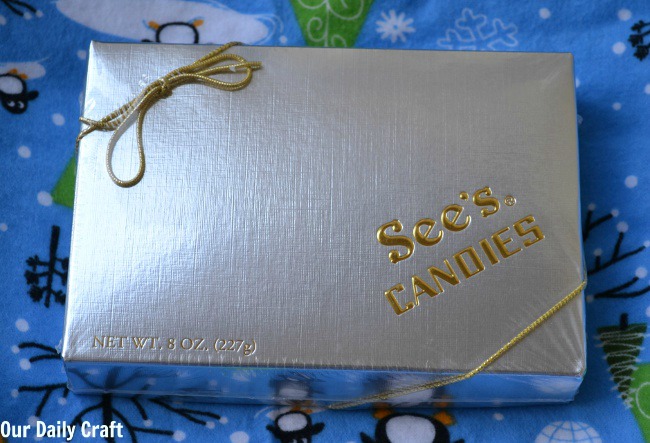 See's®
CANDIES
NET WT. 8 OZ. (227g)
Our Daily Craft